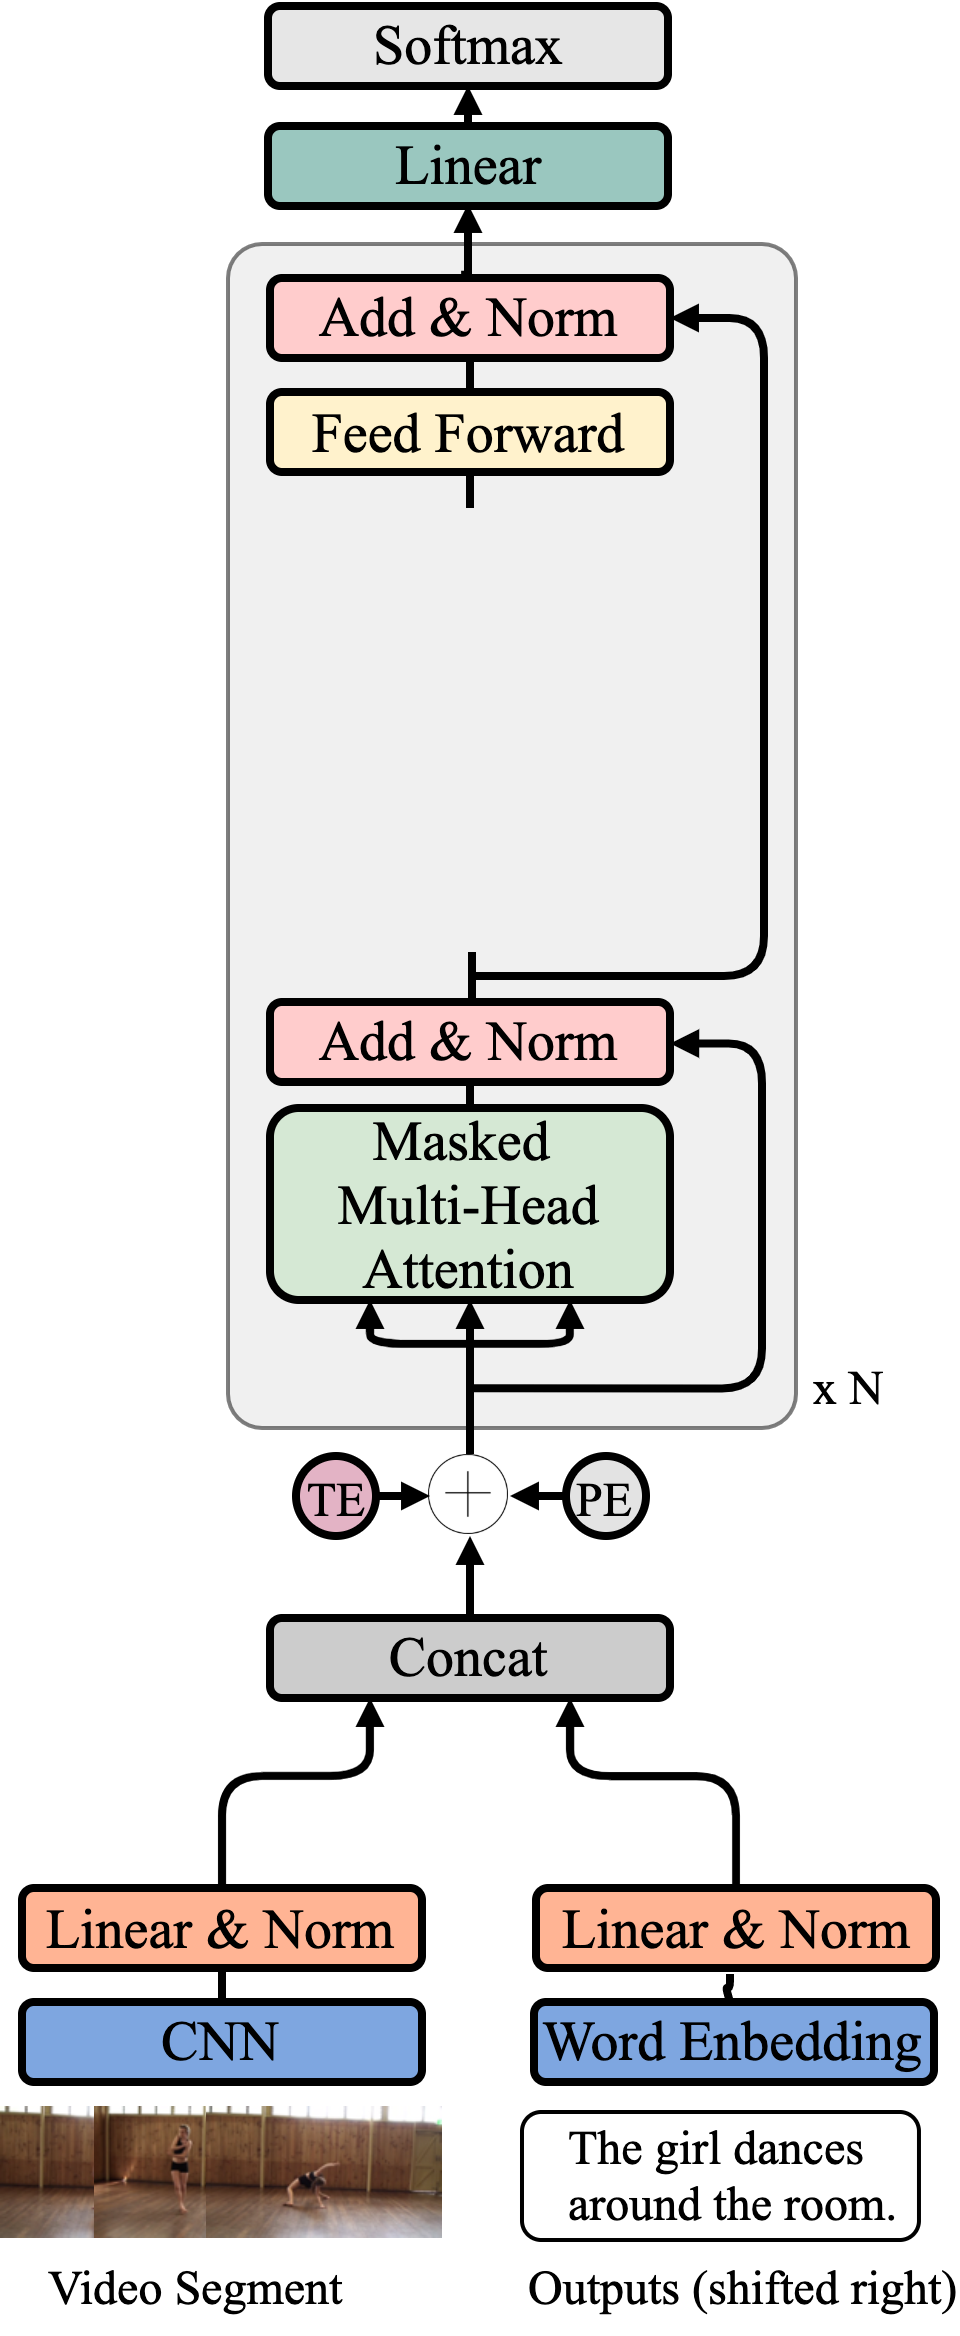 Softmax
Linear
Add & Norm
Feed Forward
Add & Norm
Masked
Multi-Head
Attention
x N
TE
PE
Concat
Linear & Norm
Linear & Norm
CNN
Word Enbedding
The girl dances
around the room.
Video Segment
Outputs (shifted right)